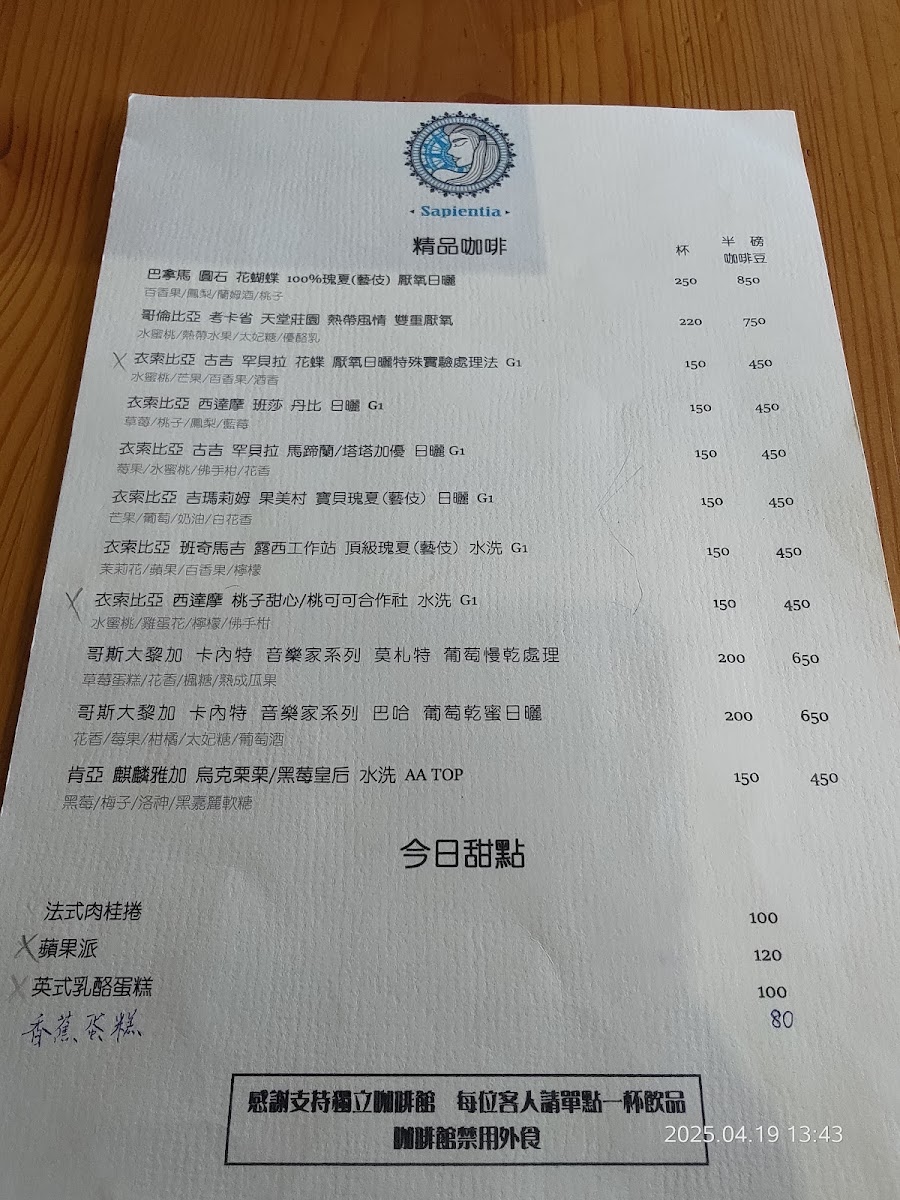 Sapientia
精品咖啡
杯 半 磅
咖啡豆
巴拿馬 圓石 花蝴蝶 100%瑰夏(藝伎) 厭氧日曬 250 850
百香果/鳳梨/蘭姆酒/桃子
哥倫比亞 考卡省 天堂莊園 熱帶風情 雙重厭氧 220 750
水蜜桃/熱帶水果/太妃糖/優酪乳
X 衣索比亞 古吉 罕貝拉 花蝶 厭氧日曬特殊實驗處理法 G1 150 450
水蜜桃/芒果/百香果/酒香
衣索比亞 西達摩 班莎 丹比 日曬 G1 150 450
草莓/桃子/鳳梨/藍莓
衣索比亞 古吉 罕貝拉 馬蹄蘭/塔塔加優 日曬 G1 150 450
莓果/水蜜桃/佛手柑/花香
衣索比亞 吉瑪莉姆 果美村 寶貝瑰夏(藝伎) 日曬 G1 150 450
芒果/葡萄/奶油/白花香
衣索比亞 班奇馬吉 露西工作站 頂級瑰夏(藝伎) 水洗 G1 150 450
茉莉花/蘋果/百香果/檸檬
X 衣索比亞 西達摩 桃子甜心/桃可可合作社 水洗 G1 150 450
水蜜桃/雞蛋花/檸檬/佛手柑
哥斯大黎加 卡內特 音樂家系列 莫札特 葡萄慢乾處理 200 650
草莓蛋糕/花香/楓糖/熟成瓜果
哥斯大黎加 卡內特 音樂家系列 巴哈 葡萄乾蜜日曬 200 650
花香/莓果/柑橘/太妃糖/葡萄酒
肯亞 麒麟雅加 烏克栗栗/黑莓皇后 水洗 AA TOP 150 450
黑莓/梅子/洛神/黑嘉麗軟糖
今日甜點
法式肉桂捲 100
X 蘋果派 120
X 英式乳酪蛋糕 100
香蕉蛋糕 80
感謝支持獨立咖啡館 每位客人請單點一杯飲品
咖啡館禁用外食
2025.04.19 13:43